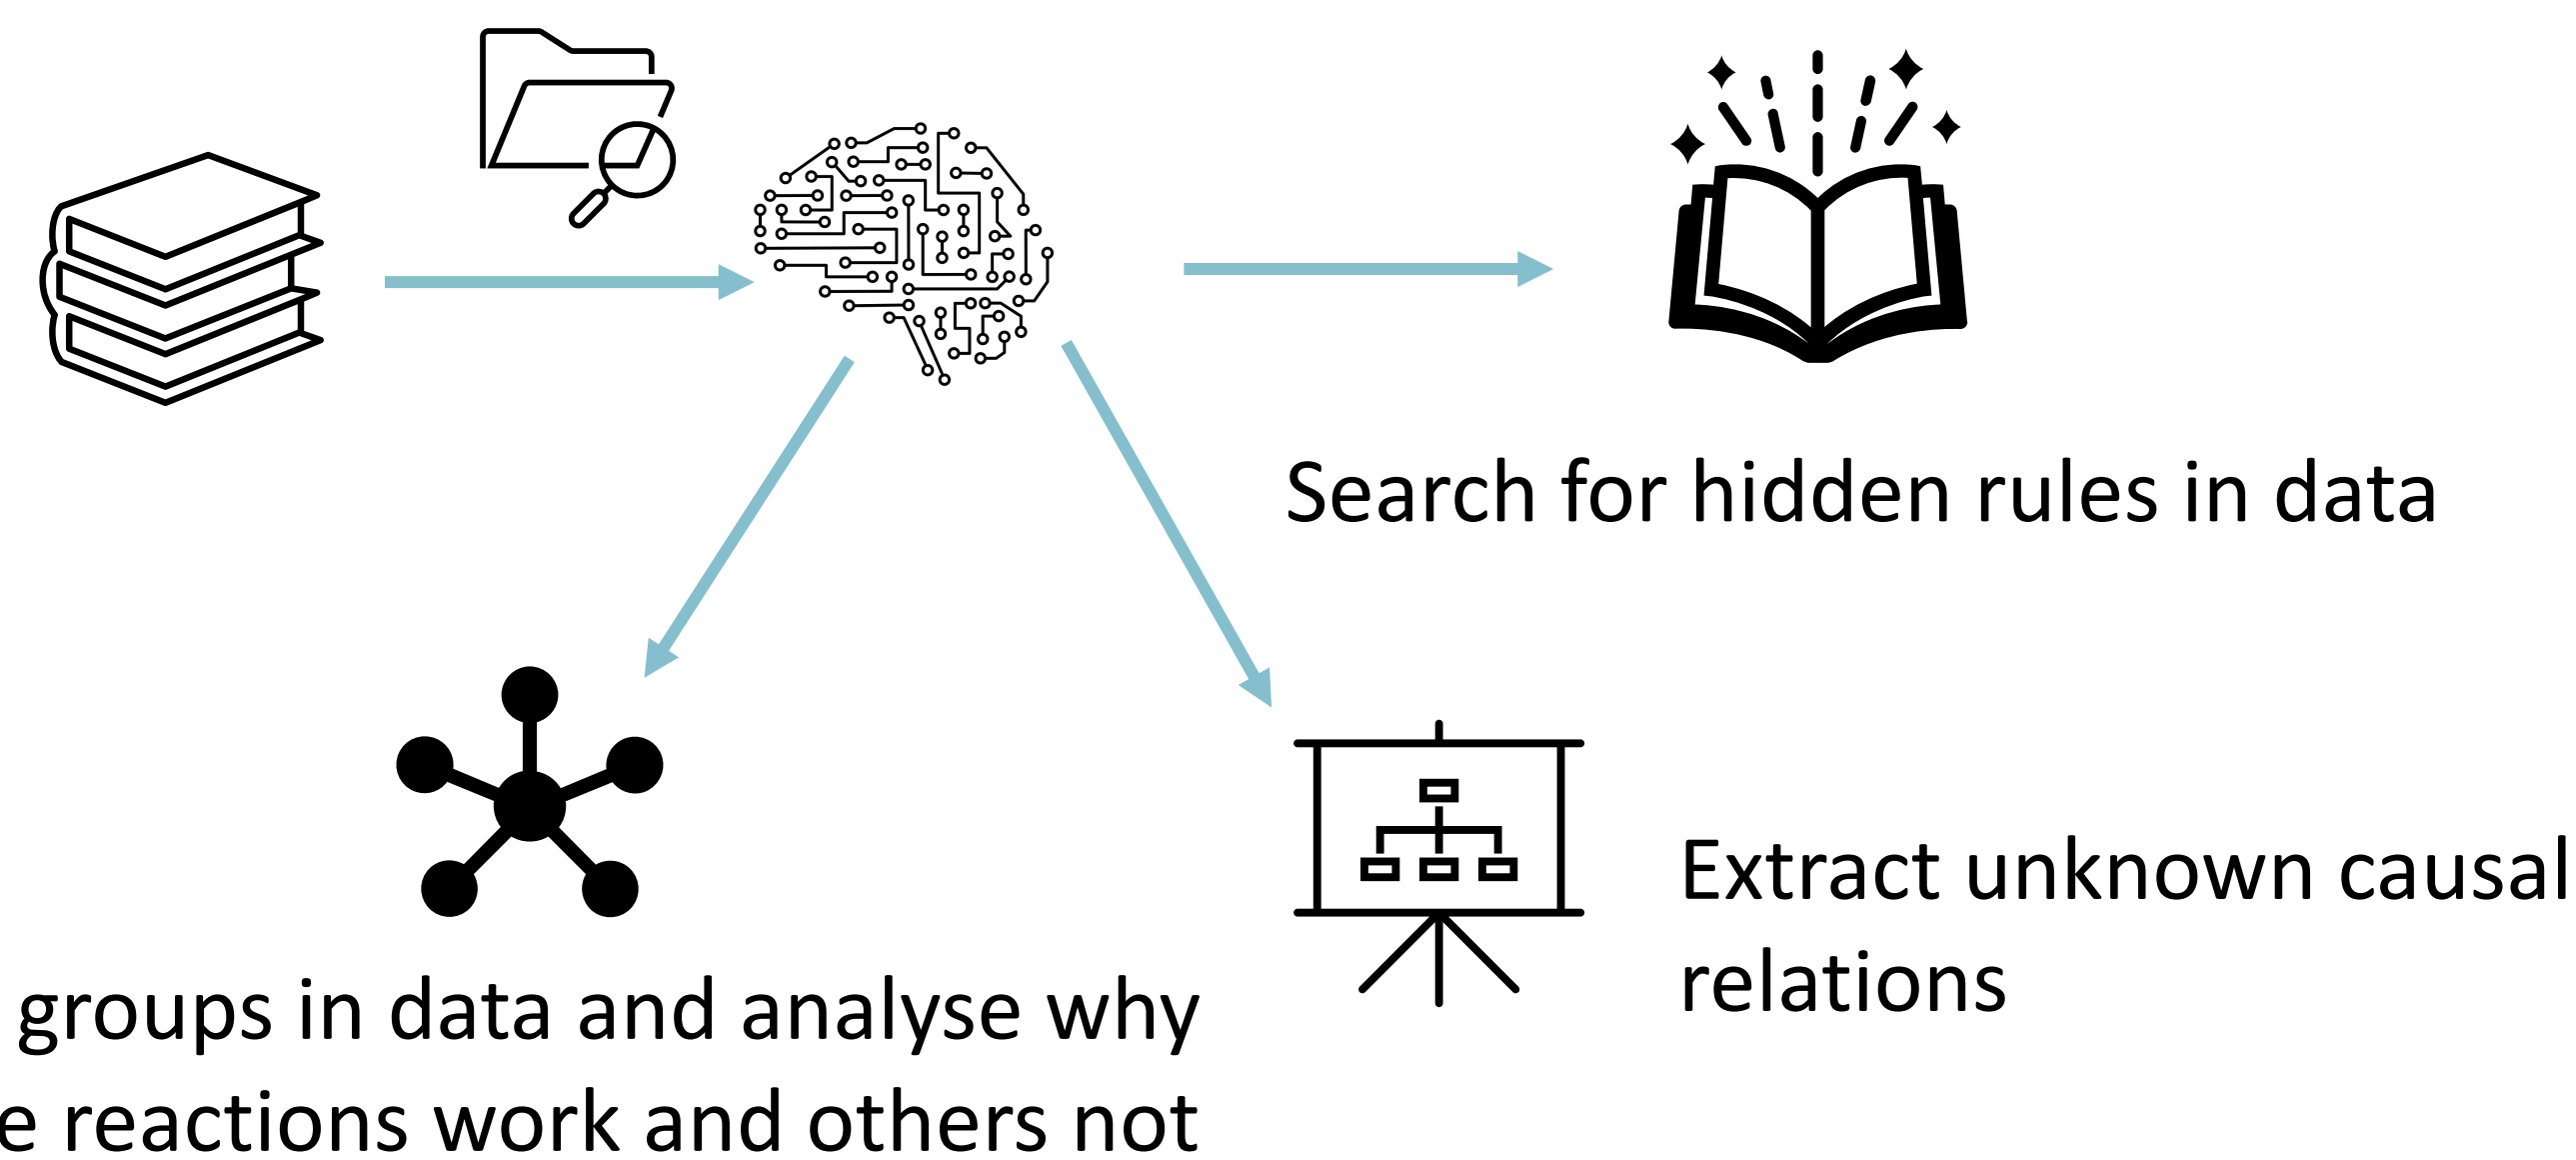 Search for hidden rules in data
Extract unknown causal
relations
groups in data and analyse why
e reactions work and others not